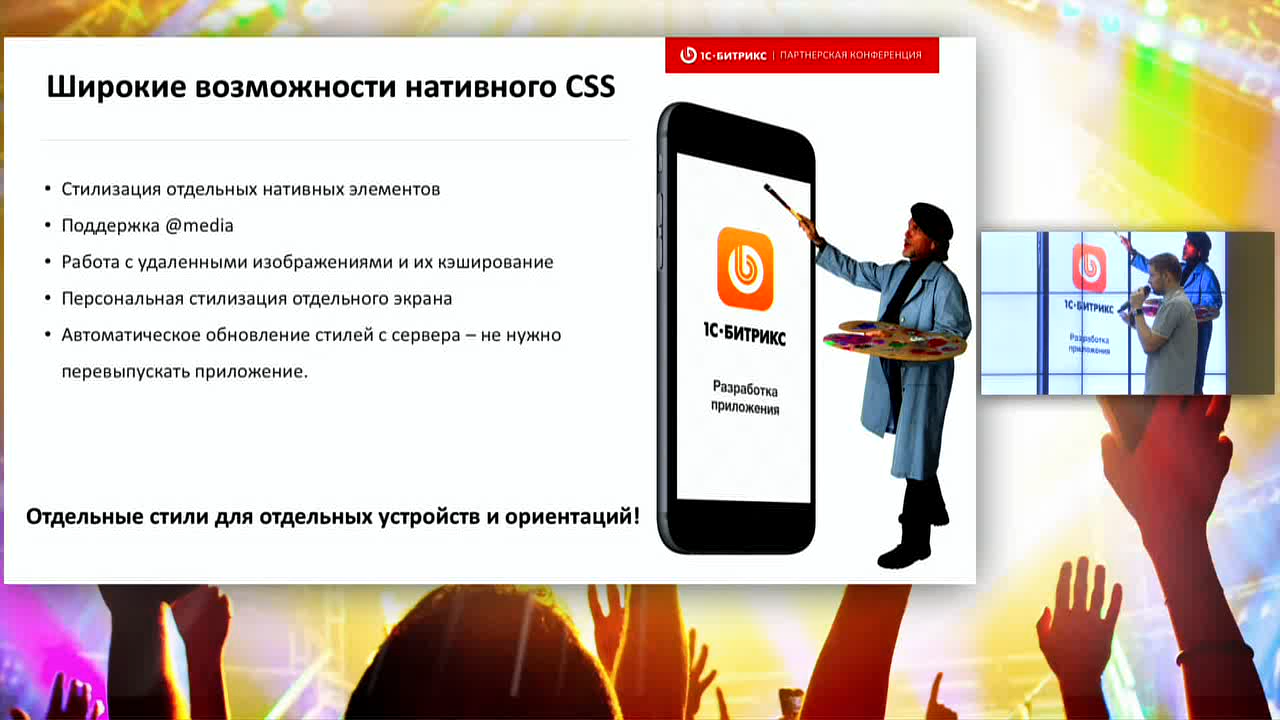 1С·БИТРИКС | ПАРТНЕРСКАЯ КОНФЕРЕНЦИЯ
Широкие возможности нативного CSS
• Стилизация отдельных нативных элементов
• Поддержка @media
• Работа с удаленными изображениями и их кэширование
• Персональная стилизация отдельного экрана
• Автоматическое обновление стилей с сервера – не нужно
перевыпускать приложение.
Отдельные стили для отдельных устройств и ориентаций!
1С·БИТРИКС
Разработка
приложения
1С·БИТРИКС
Разработка
приложения